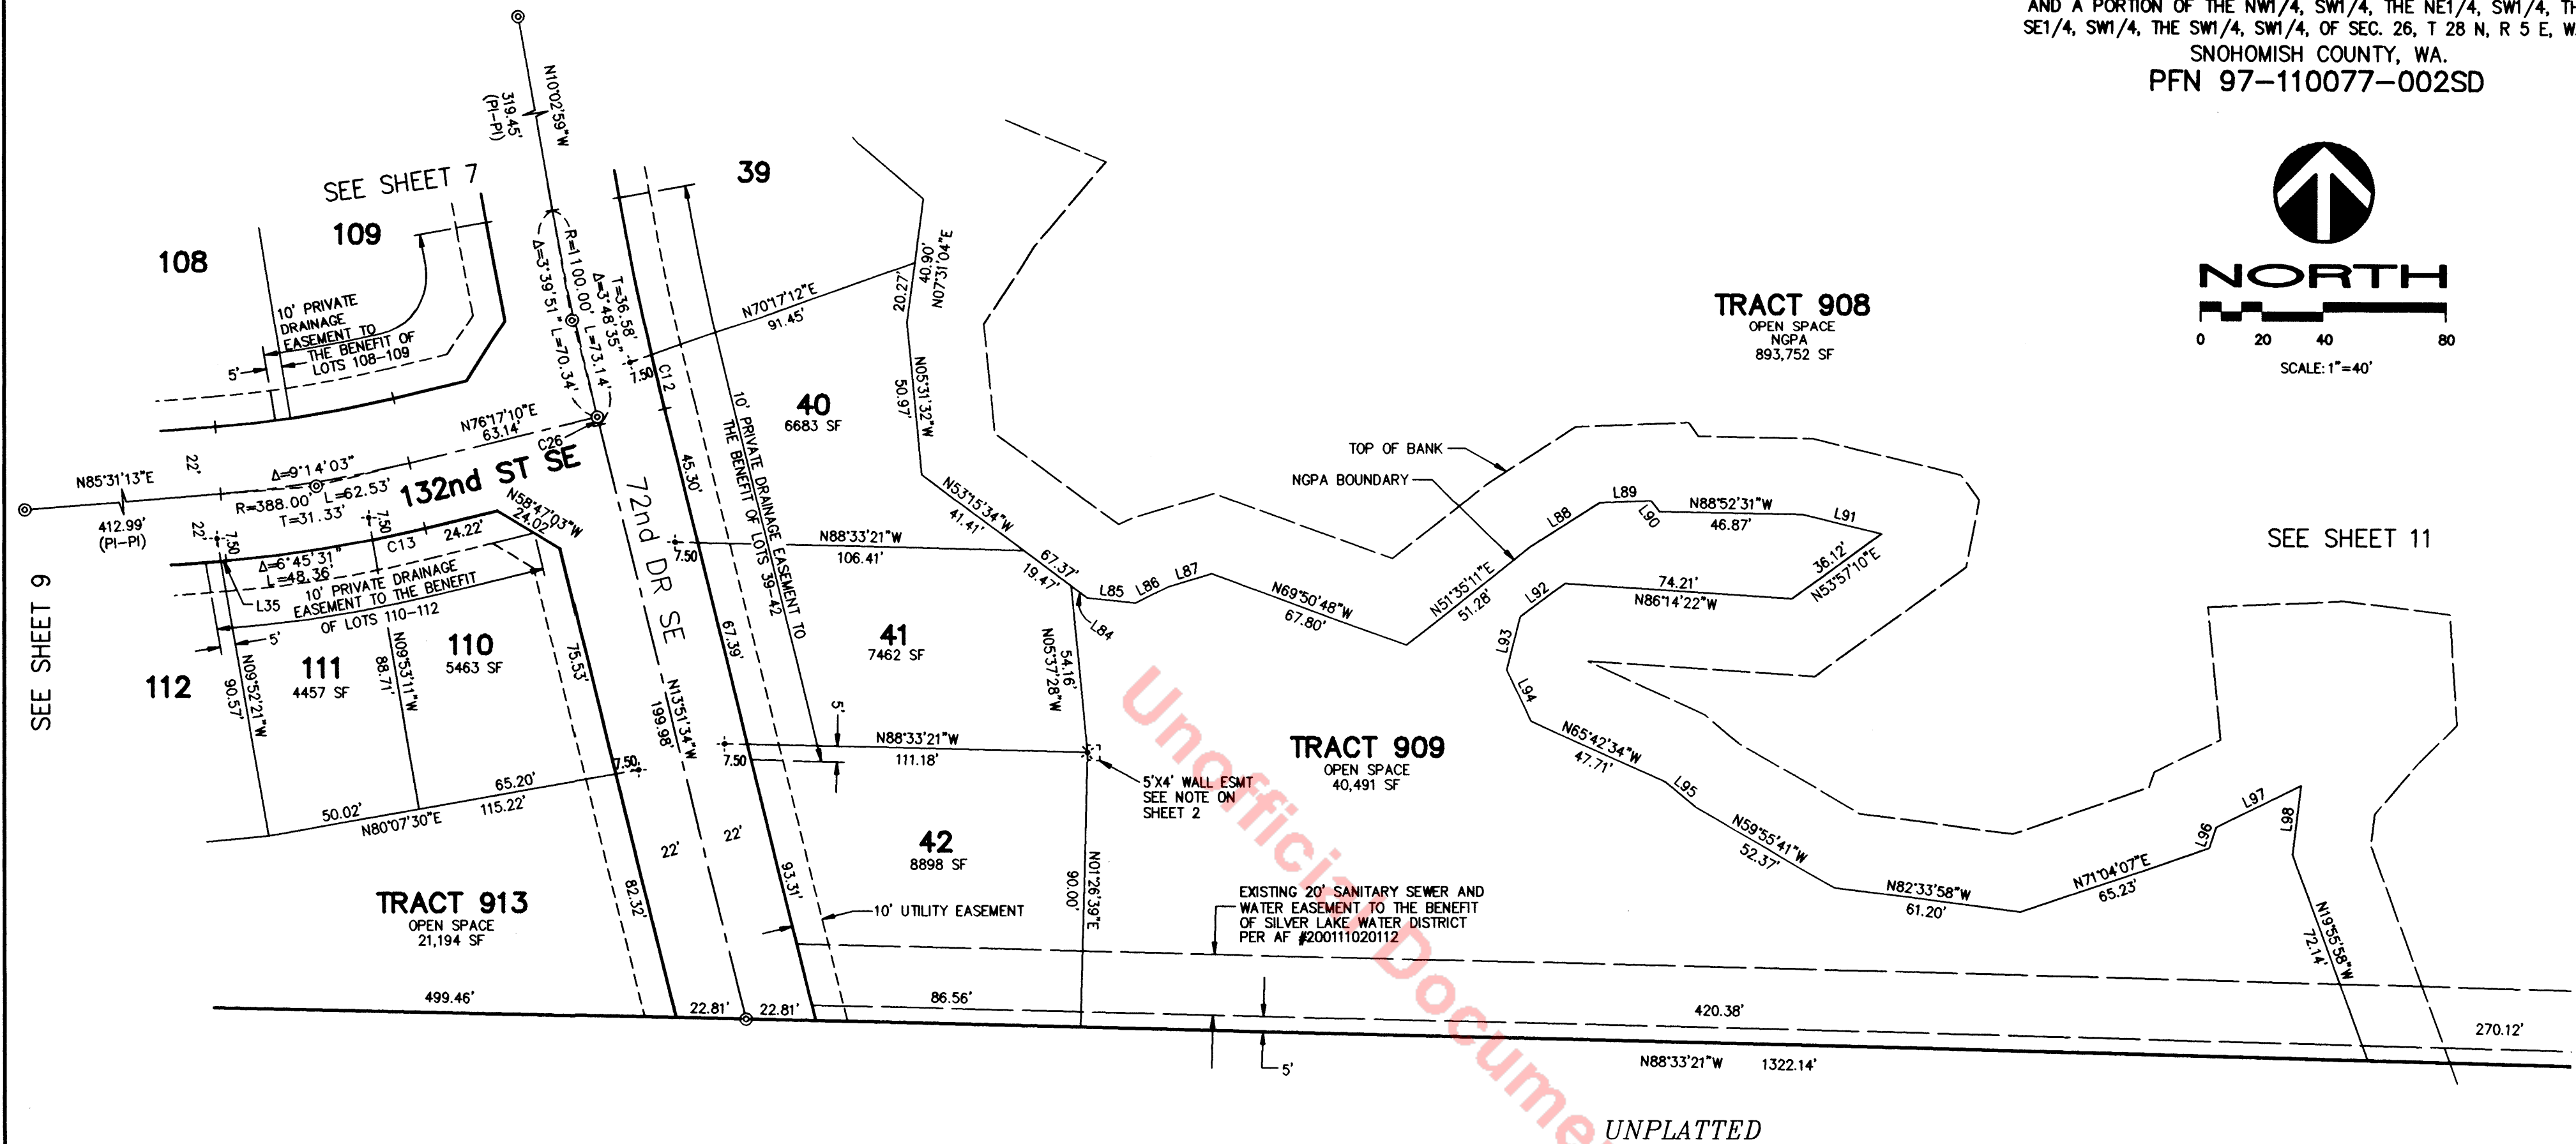 AND A PORTION OF THE NW1/4, SW1/4, THE NE1/4, SW1/4,
SE1/4, SW1/4, THE SW1/4, SW1/4, OF SEC. 26, T 28 N, R 5 E,
SNOHOMISH COUNTY, WA.
PFN 97-110077-002SD
NORTH
0 20 40 80
SCALE: 1"=40'
SEE SHEET 7
SEE SHEET 9
SEE SHEET 11
N10°02'59"W
319.45'
(PI-PI)
108
109
39
10' PRIVATE
DRAINAGE
EASEMENT TO
THE BENEFIT OF
LOTS 108-109
5'
R=1100.00'
Δ=3°39'51" L=70.34'
T=36.58'
Δ=3°48'35"
L=73.14'
7.50
C12
N70°17'12"E
91.45'
20.27'
40.90'
N07°31'04"E
N05°31'32"W
50.97'
40
6683 SF
10' PRIVATE DRAINAGE EASEMENT TO
THE BENEFIT OF LOTS 39-42
45.30'
N76°17'10"E
63.14'
C26
132nd ST SE
N85°31'13"E
412.99'
(PI-PI)
22'
22'
Δ=9°14'03"
R=388.00' L=62.53'
T=31.33'
7.50
7.50
C13
24.22'
N58°47'03"W
24.02'
Δ=6°45'31"
L=48.36'
L35
10' PRIVATE DRAINAGE
EASEMENT TO THE BENEFIT
OF LOTS 110-112
5'
N09°52'21"W
90.57'
N09°53'11"W
88.71'
112
111
4457 SF
110
5463 SF
75.53'
50.02'
65.20'
N80°07'30"E
115.22'
7.50
72nd DR SE
N13°51'34"W
199.98'
22'
22'
82.32'
TRACT 913
OPEN SPACE
21,194 SF
499.46'
22.81'
22.81'
7.50
N88°33'21"W
106.41'
N53°15'34"W
41.41'
67.37'
19.47'
L84
L85
L86
L87
67.39'
41
7462 SF
54.16'
N05°37'28"W
7.50
5'
N88°33'21"W
111.18'
5'X4' WALL ESMT
SEE NOTE ON
SHEET 2
42
8898 SF
93.31'
10' UTILITY EASEMENT
N01°26'39"E
90.00'
86.56'
TRACT 908
OPEN SPACE
NGPA
893,752 SF
TOP OF BANK
NGPA BOUNDARY
L88
L89
L90
N88°52'31"W
46.87'
L91
36.12'
N53°57'10"E
74.21'
N86°14'22"W
L92
L93
L94
N69°50'48"W
67.80'
N51°35'11"E
51.28'
TRACT 909
OPEN SPACE
40,491 SF
N65°42'34"W
47.71'
L95
N59°55'41"W
52.37'
N82°33'58"W
61.20'
N71°04'07"E
65.23'
L96
L97
L98
N19°55'58"W
72.14'
EXISTING 20' SANITARY SEWER AND
WATER EASEMENT TO THE BENEFIT
OF SILVER LAKE WATER DISTRICT
PER AF #200111020112
5'
420.38'
270.12'
N88°33'21"W 1322.14'
UNPLATTED
Unofficial Docume